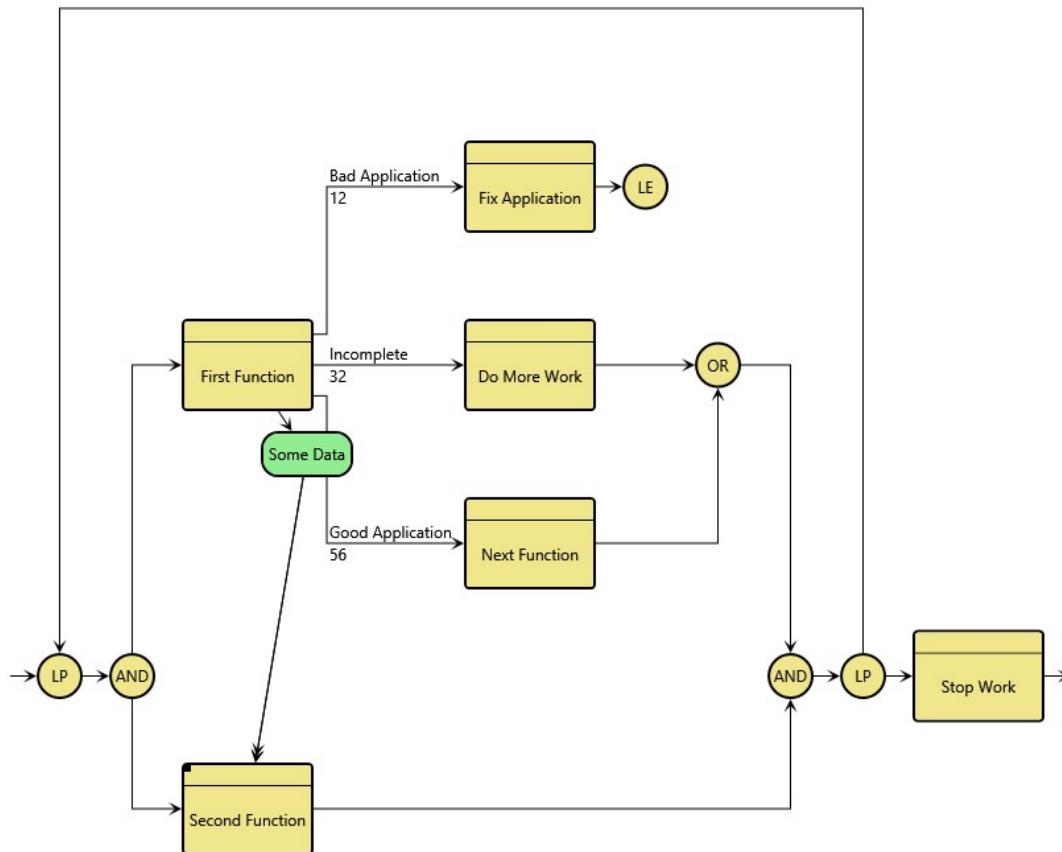 Bad Application
12
Fix Application
LE
First Function
Incomplete
32
Do More Work
OR
Some Data
Good Application
56
Next Function
LP
AND
AND
LP
Stop Work
Second Function